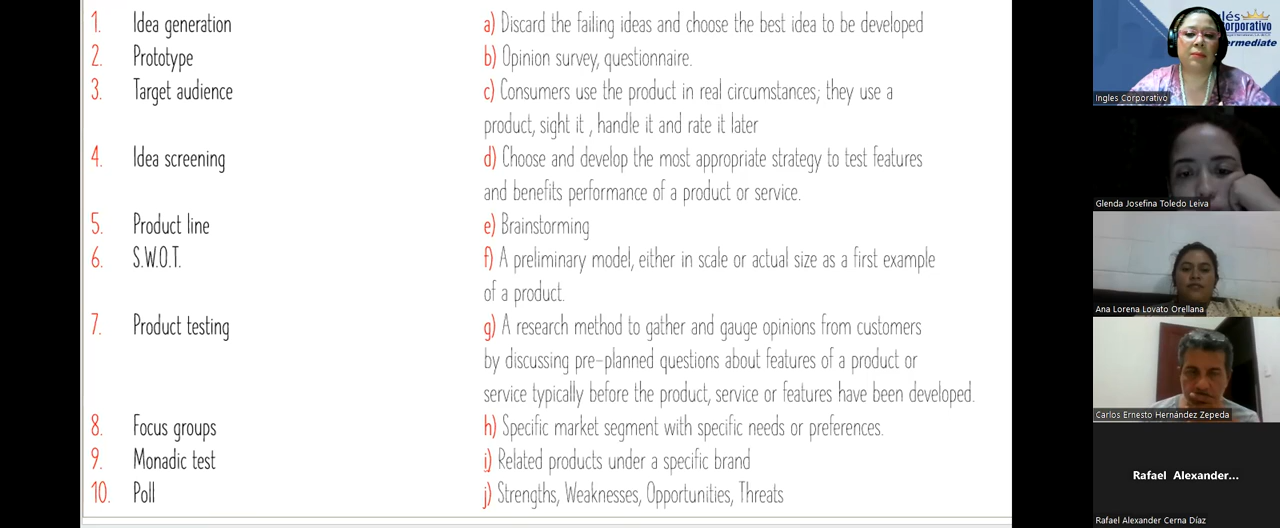 1. Idea generation
a) Discard the failing ideas and choose the best idea to be developed
2. Prototype
b) Opinion survey, questionnaire.
3. Target audience
c) Consumers use the product in real circumstances; they use a
product, sight it , handle it and rate it later
4. Idea screening
d) Choose and develop the most appropriate strategy to test features
and benefits performance of a product or service.
5. Product line
e) Brainstorming
6. S.W.O.T.
f) A preliminary model, either in scale or actual size as a first example
of a product.
7. Product testing
g) A research method to gather and gauge opinions from customers
by discussing pre-planned questions about features of a product or
service typically before the product, service or features have been developed.
8. Focus groups
h) Specific market segment with specific needs or preferences.
9. Monadic test
i) Related products under a specific brand
10. Poll
j) Strengths, Weaknesses, Opportunities, Threats
Ingles Corporativo
Glenda Josefina Toledo Leiva
Ana Lorena Lovato Orellana
Carlos Ernesto Hernández Zepeda
Rafael Alexander...
Rafael Alexander Cerna Díaz